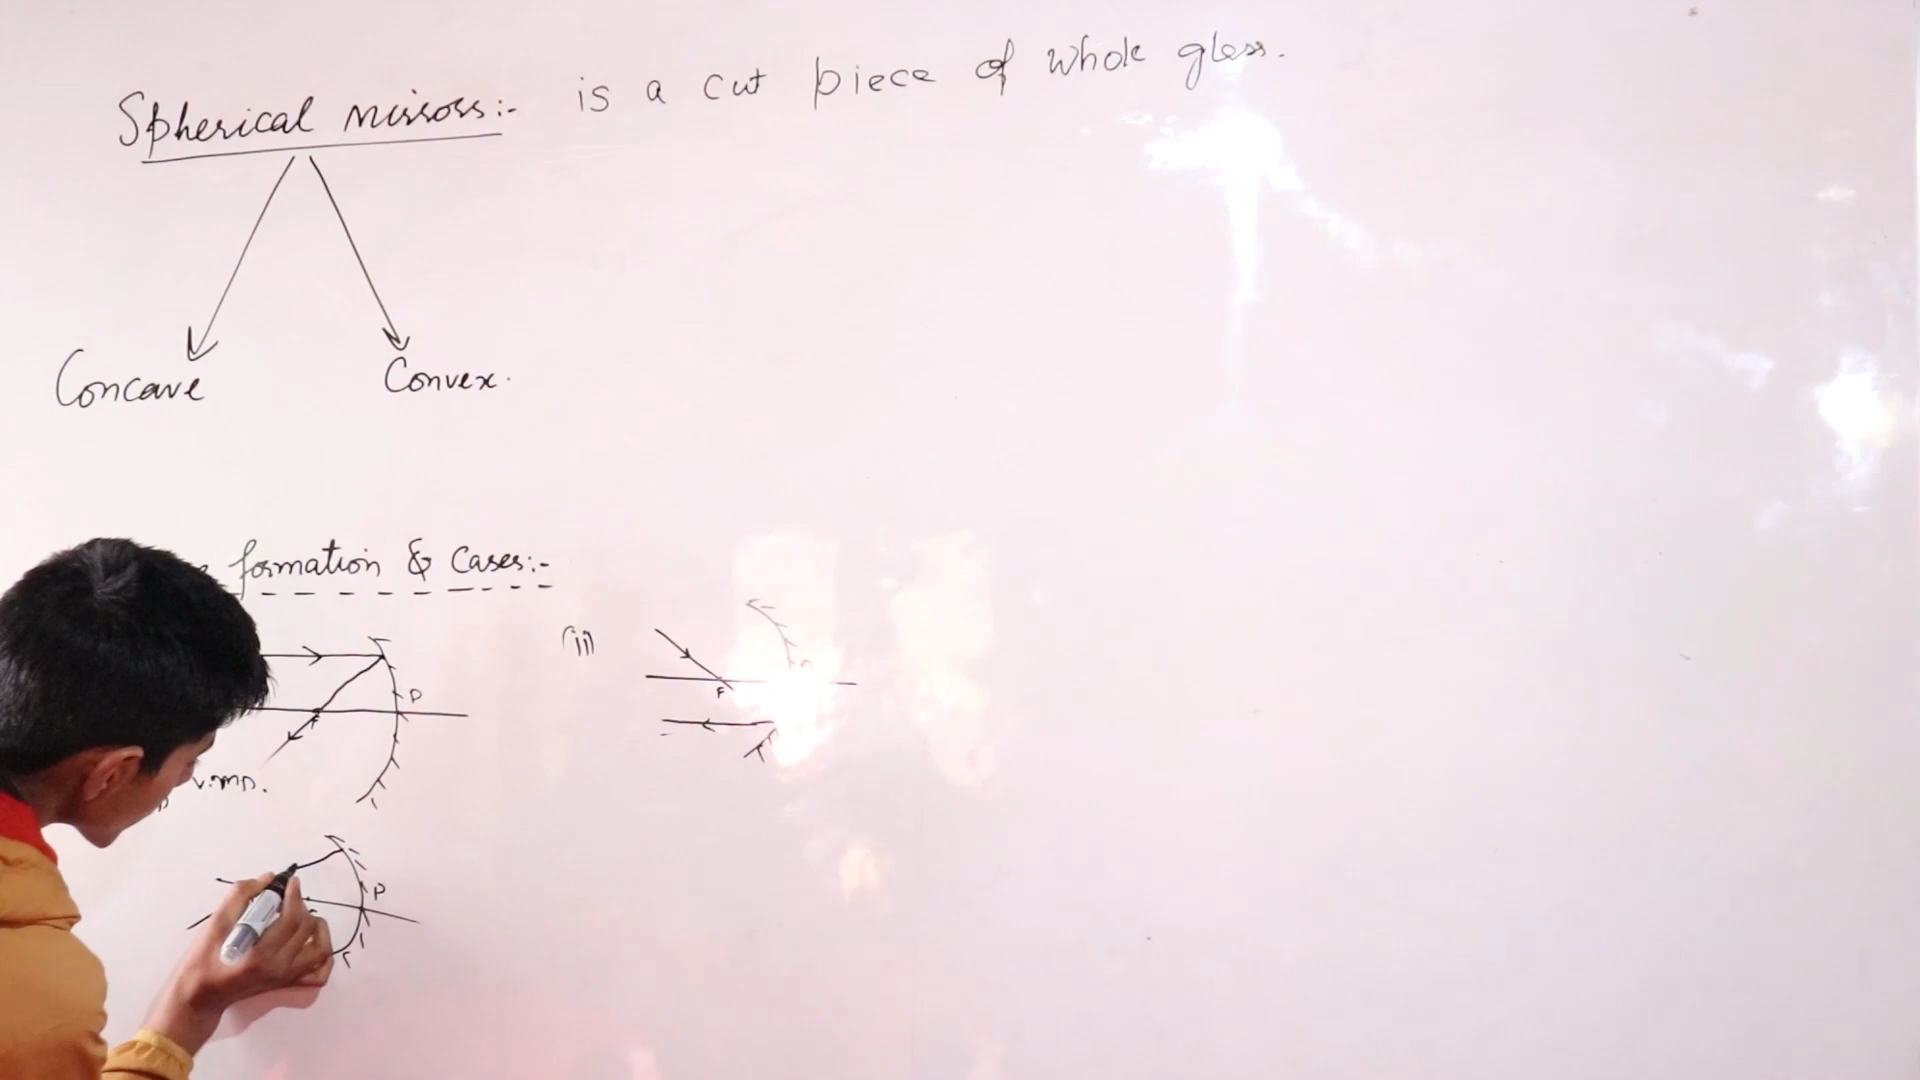 Spherical mirrors:- is a cut piece of whole glass.
Concave
Convex.
formation & Cases:-
(ii)
P
F
P